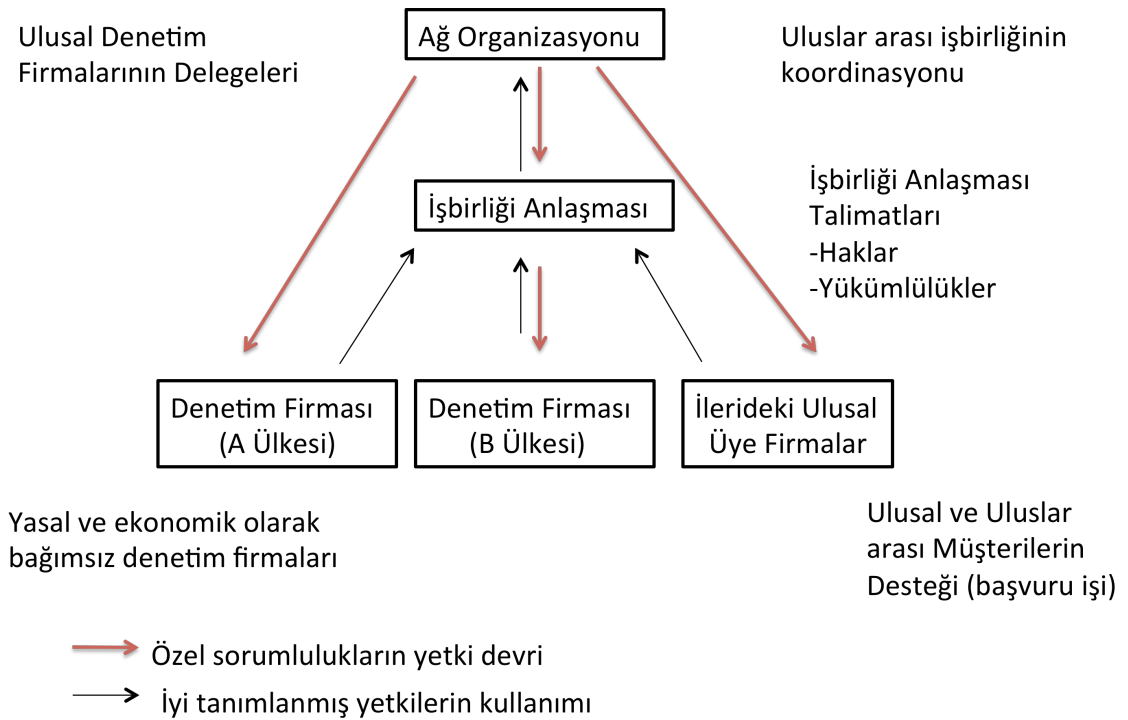 Ulusal Denetim
Firmalarının Delegeleri
Ağ Organizasyonu
Uluslar arası işbirliğinin
koordinasyonu
İşbirliği Anlaşması
İşbirliği Anlaşması
Talimatları
-Haklar
-Yükümlülükler
Denetim Firması
(A Ülkesi)
Denetim Firması
(B Ülkesi)
İlerideki Ulusal
Üye Firmalar
Yasal ve ekonomik olarak
bağımsız denetim firmaları
Ulusal ve Uluslar
arası Müşterilerin
Desteği (başvuru işi)
Özel sorumlulukların yetki devri
İyi tanımlanmış yetkilerin kullanımı